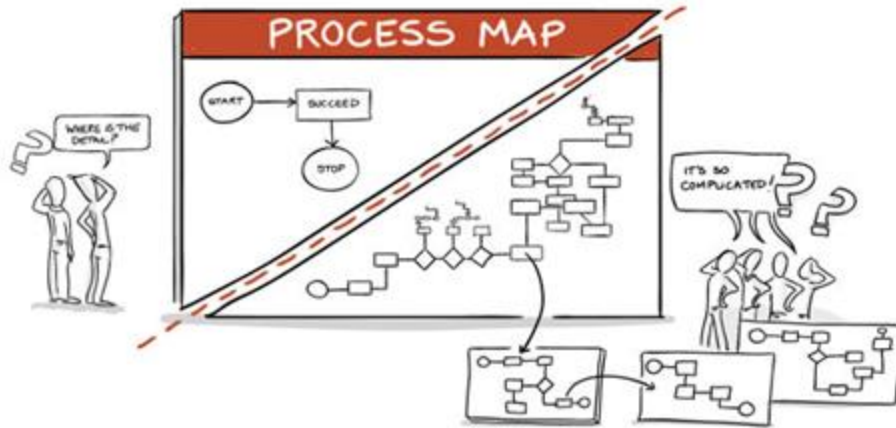 PROCESS MAP
START
SUCCEED
STOP
WHERE IS THE
DETAIL?
IT'S SO
COMPLICATED!